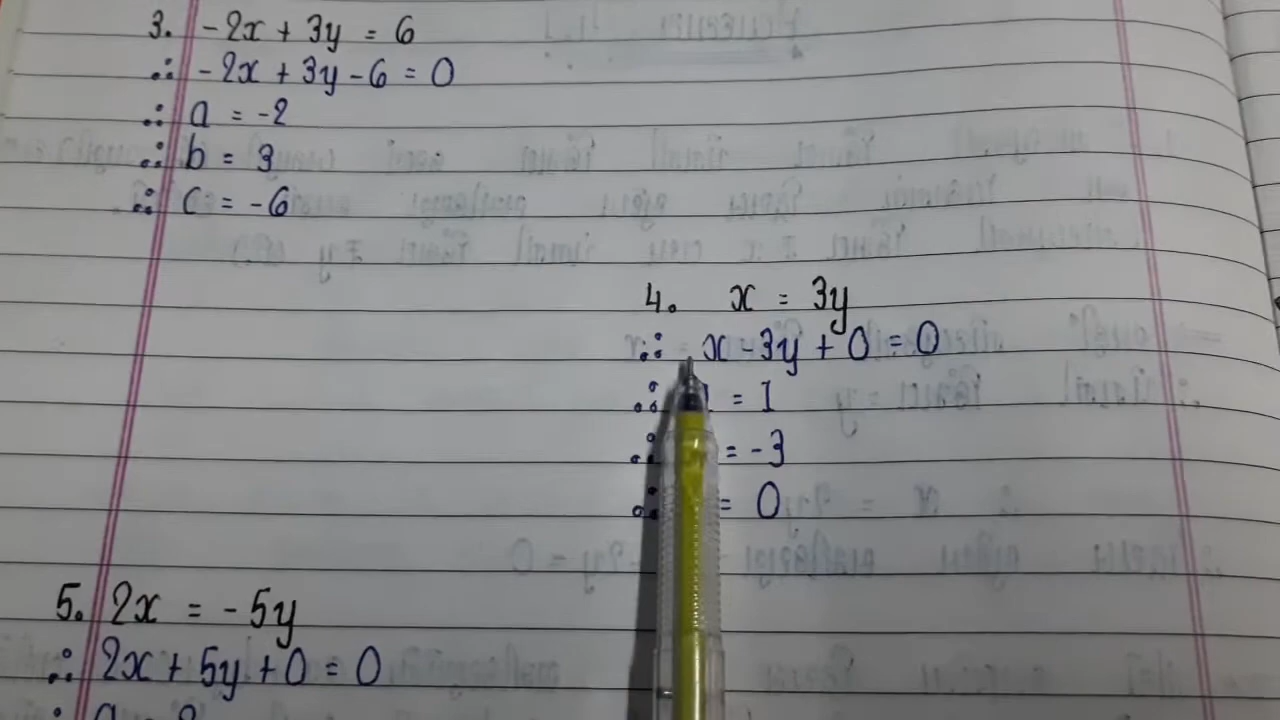 3. -2x + 3y = 6
∴ -2x + 3y - 6 = 0
∴ a = -2
∴ b = 3
∴ c = -6
4. x = 3y
∴ x - 3y + 0 = 0
∴ = 1
∴ = -3
∴ = 0
5. 2x = -5y
∴ 2x + 5y + 0 = 0